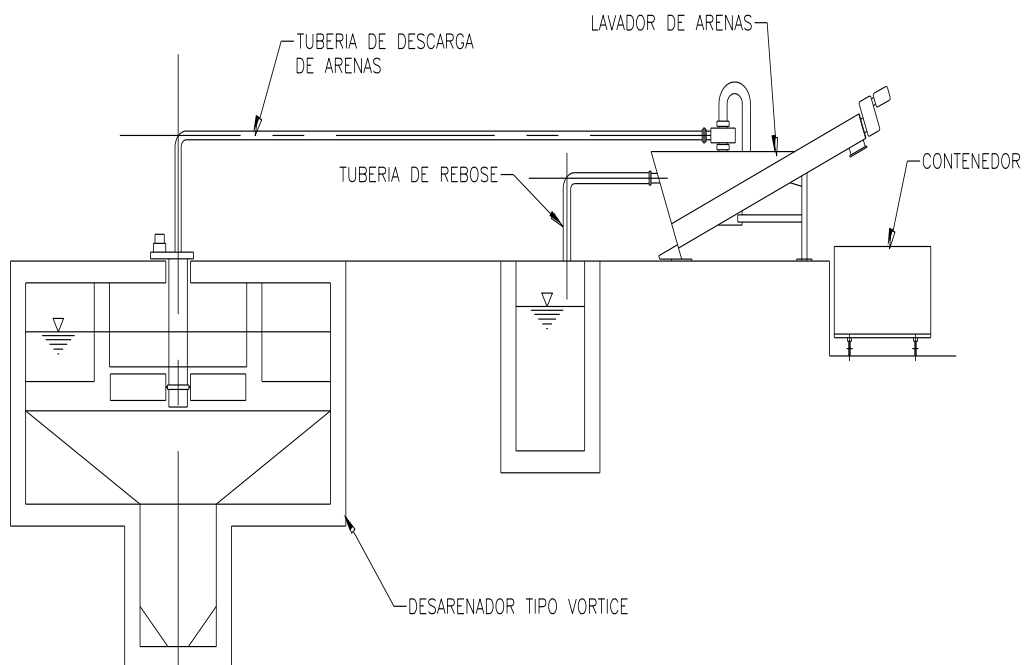 LAVADOR DE ARENAS
TUBERIA DE DESCARGA
DE ARENAS
CONTENEDOR
TUBERIA DE REBOSE
DESARENADOR TIPO VORTICE